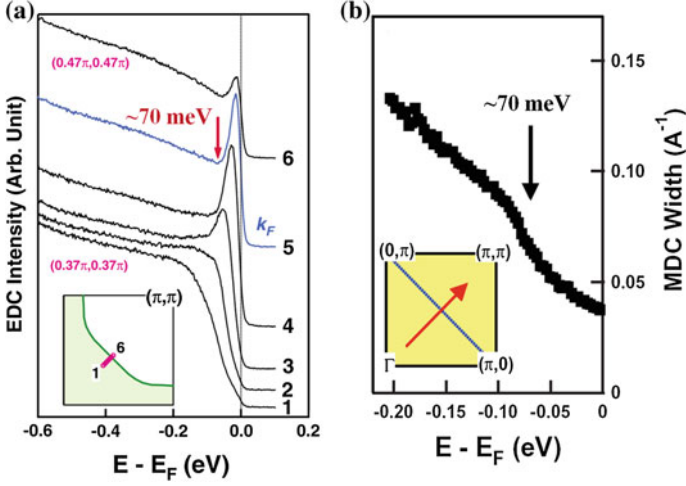 (a)
(0.47π,0.47π)
~70 meV
6
k_F
5
(0.37π,0.37π)
4
(π,π)
6
1
3
2
1
EDC Intensity (Arb. Unit)
-0.6
-0.4
-0.2
0.0
0.2
E - E_F (eV)
(b)
0.15
~70 meV
0.10
(0,π)
(π,π)
0.05
Γ
(π,0)
0
MDC Width (A⁻¹)
-0.20
-0.15
-0.10
-0.05
0
E - E_F (eV)